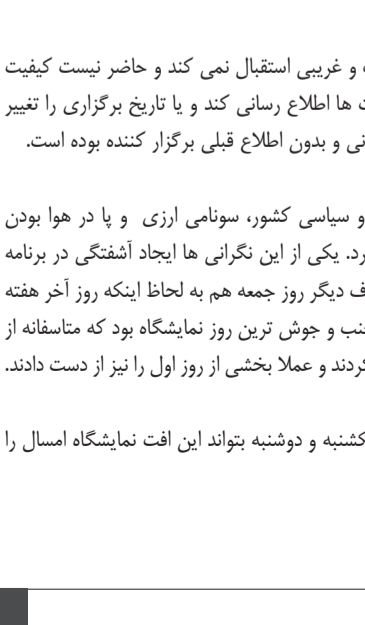 و غریبی استقبال نمی کند و حاضر نیست کیفیت
ها اطلاع رسانی کند و یا تاریخ برگزاری را تغییر
و بدون اطلاع قبلی برگزار کننده بوده است.
و سیاسی کشور، سونامی ارزی و پا در هوا بودن
یکی از این نگرانی ها ایجاد آشفتگی در برنامه
دیگر روز جمعه هم به لحاظ اینکه روز آخر هفته
و جوش ترین روز نمایشگاه بود که متاسفانه از
کردند و عملا بخشی از روز اول را نیز از دست دادند.
کشنبه و دوشنبه بتواند این افت نمایشگاه امسال را